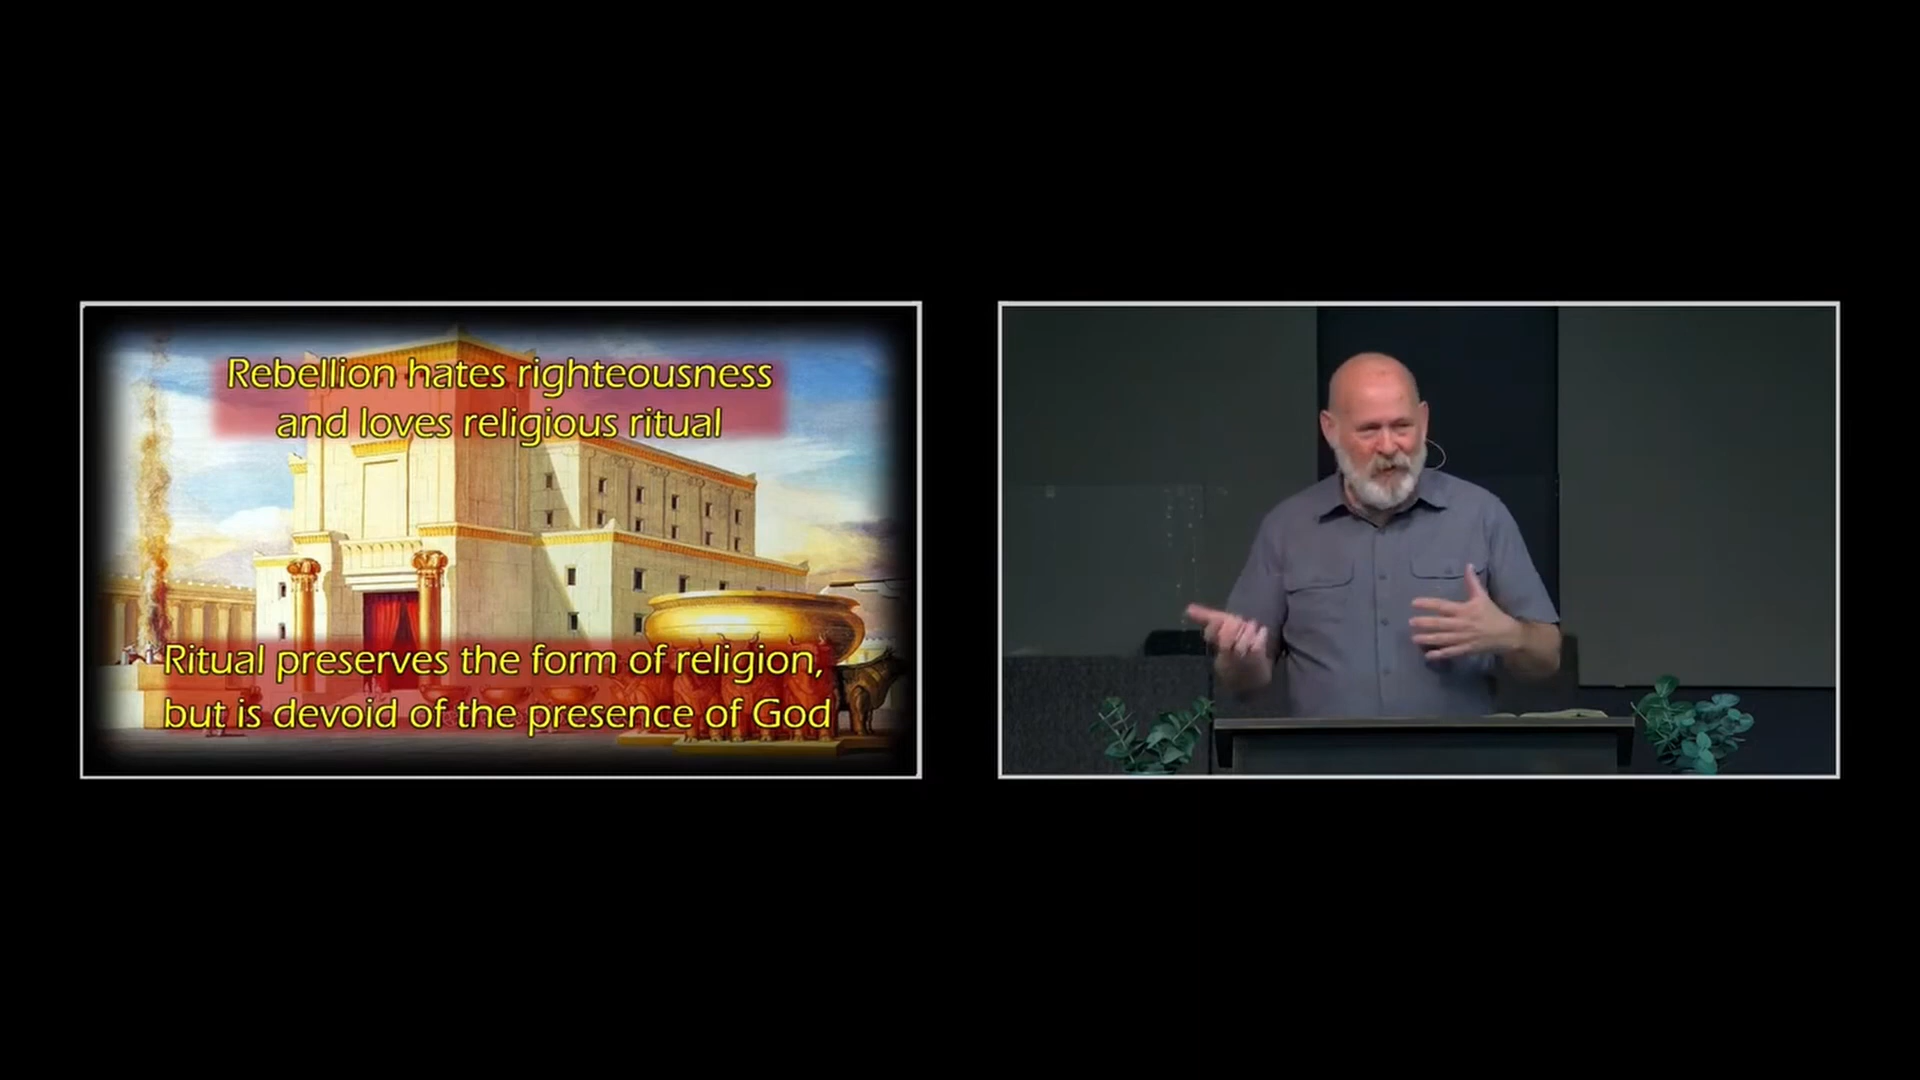 Rebellion hates righteousness
and loves religious ritual
Ritual preserves the form of religion,
but is devoid of the presence of God